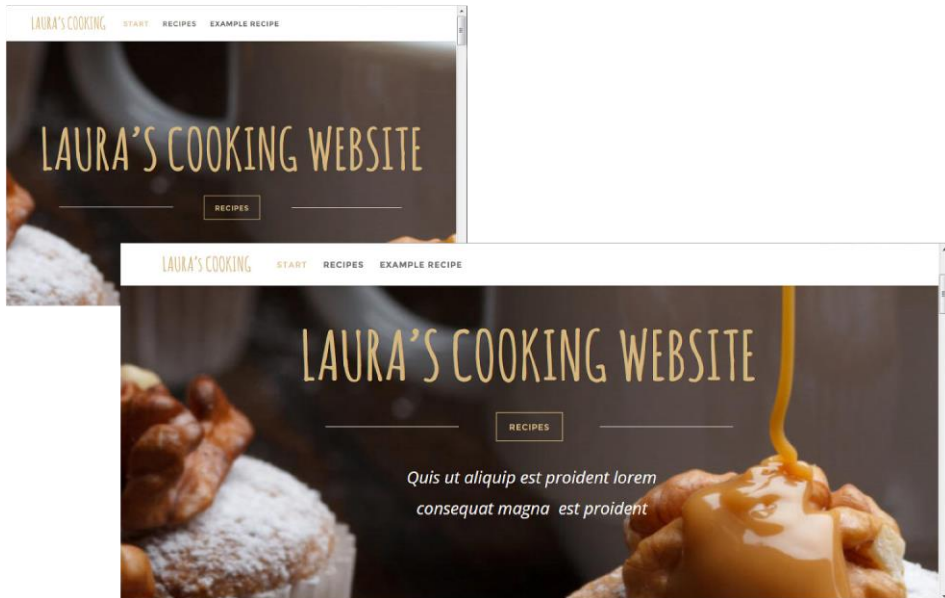 LAURA'S COOKING START RECIPES EXAMPLE RECIPE
LAURA'S COOKING WEBSITE
RECIPES
LAURA'S COOKING START RECIPES EXAMPLE RECIPE
LAURA'S COOKING WEBSITE
RECIPES
Quis ut aliquip est proident lorem
consequat magna est proident